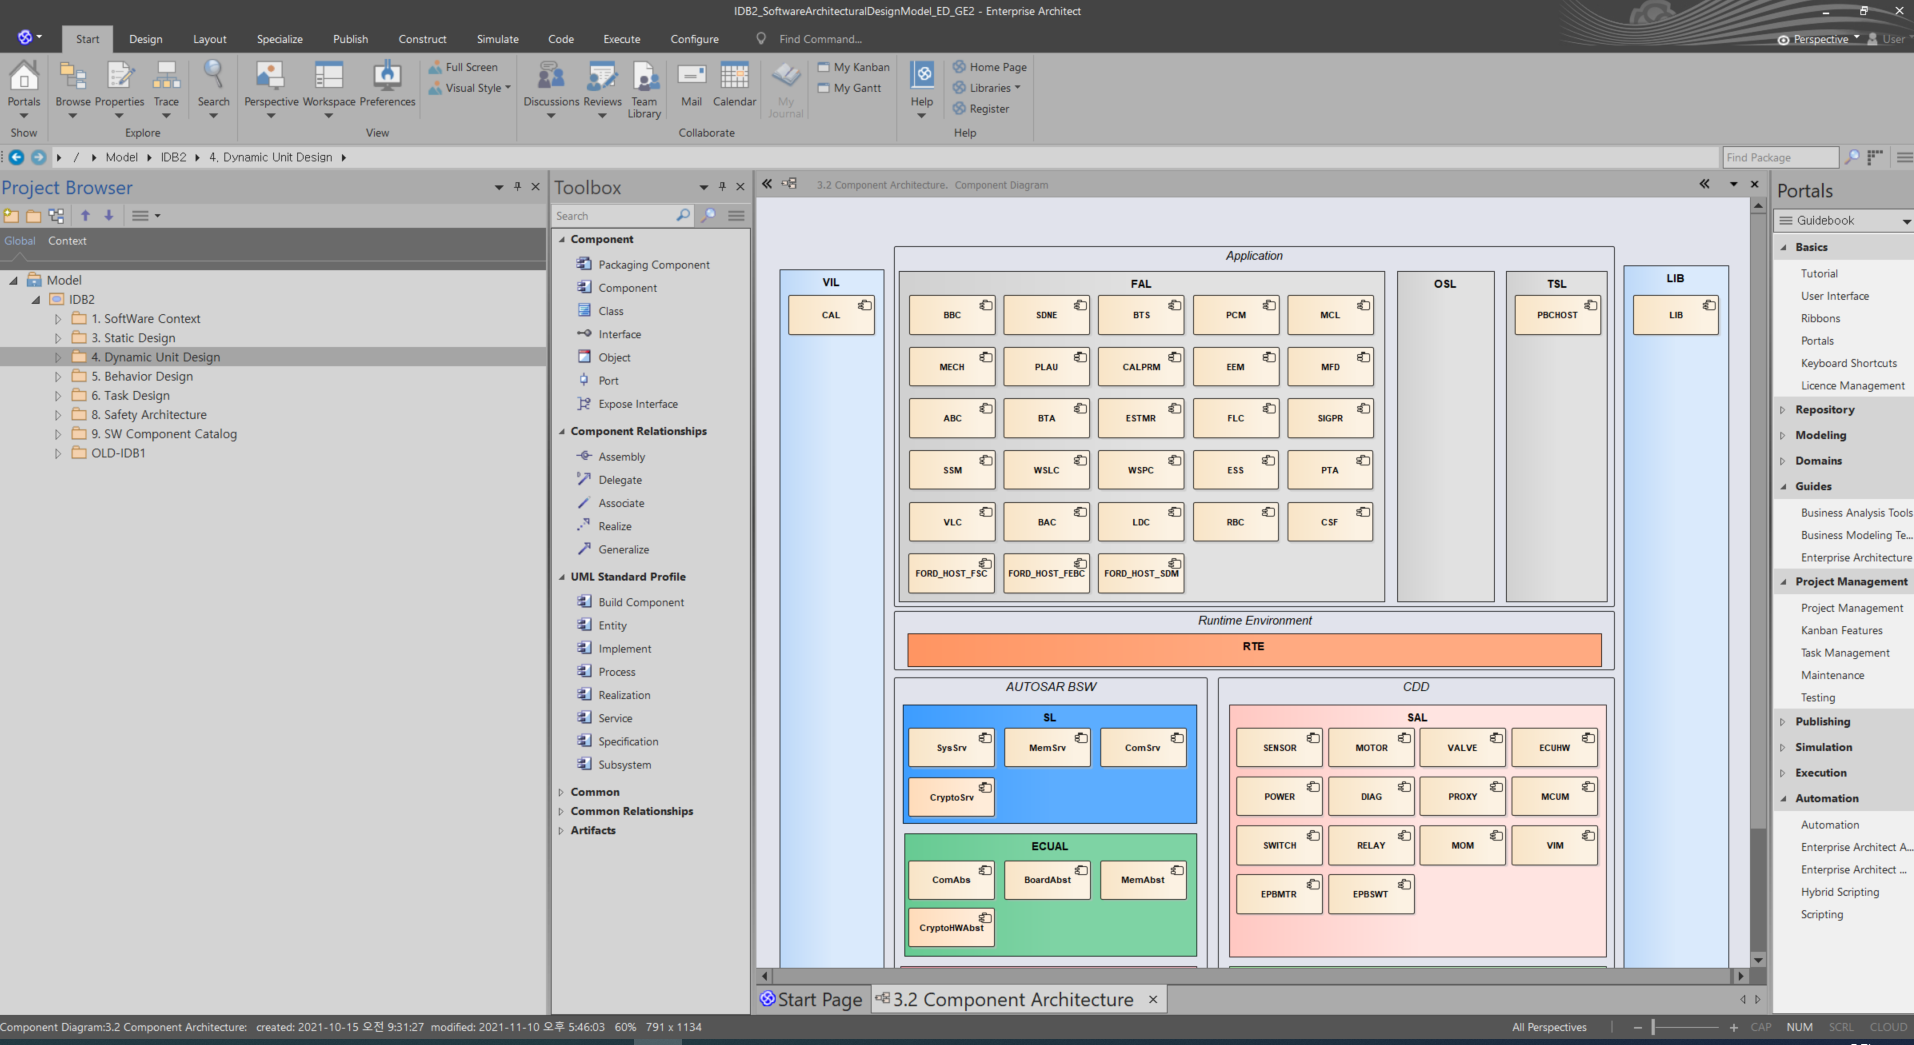 IDB2_SoftwareArchitecturalDesignModel_ED_GE2 - Enterprise Architect
Start Design Layout Specialize Publish Construct Simulate Code Execute Configure Find Command... Perspective User
Full Screen My Kanban Home Page
Visual Style My Gantt Libraries
Portals Browse Properties Trace Search Perspective Workspace Preferences Discussions Reviews Team Library Mail Calendar My Journal Help Register
Show Explore View Collaborate Help
/ Model IDB2 4. Dynamic Unit Design Find Package
Project Browser
Global Context
Model
IDB2
1. SoftWare Context
3. Static Design
4. Dynamic Unit Design
5. Behavior Design
6. Task Design
8. Safety Architecture
9. SW Component Catalog
OLD-IDB1
Toolbox
Search
Component
Packaging Component
Component
Class
Interface
Object
Port
Expose Interface
Component Relationships
Assembly
Delegate
Associate
Realize
Generalize
UML Standard Profile
Build Component
Entity
Implement
Process
Realization
Service
Specification
Subsystem
Common
Common Relationships
Artifacts
3.2 Component Architecture. Component Diagram
Application
VIL
CAL
FAL
BBC SDNE BTS PCM MCL
MECH PLAU CALPRM EEM MFD
ABC BTA ESTMR FLC SIGPR
SSM WSLC WSPC ESS PTA
VLC BAC LDC RBC CSF
FORD_HOST_FSC FORD_HOST_FEBC FORD_HOST_SDM
OSL
TSL
PBCHOST
LIB
LIB
Runtime Environment
RTE
AUTOSAR BSW
SL
SysSrv MemSrv ComSrv
CryptoSrv
ECUAL
ComAbs BoardAbst MemAbst
CryptoHWAbst
CDD
SAL
SENSOR MOTOR VALVE ECUHW
POWER DIAG PROXY MCUM
SWITCH RELAY MOM VIM
EPBMTR EPBSWT
Start Page 3.2 Component Architecture
Portals
Guidebook
Basics
Tutorial
User Interface
Ribbons
Portals
Keyboard Shortcuts
Licence Management
Repository
Modeling
Domains
Guides
Business Analysis Tools
Business Modeling Te...
Enterprise Architecture
Project Management
Project Management
Kanban Features
Task Management
Maintenance
Testing
Publishing
Simulation
Execution
Automation
Automation
Enterprise Architect A...
Enterprise Architect ...
Hybrid Scripting
Scripting
Component Diagram:3.2 Component Architecture: created: 2021-10-15 오전 9:31:27 modified: 2021-11-10 오후 5:46:03 60% 791 x 1134
All Perspectives CAP NUM SCRL CLOUD